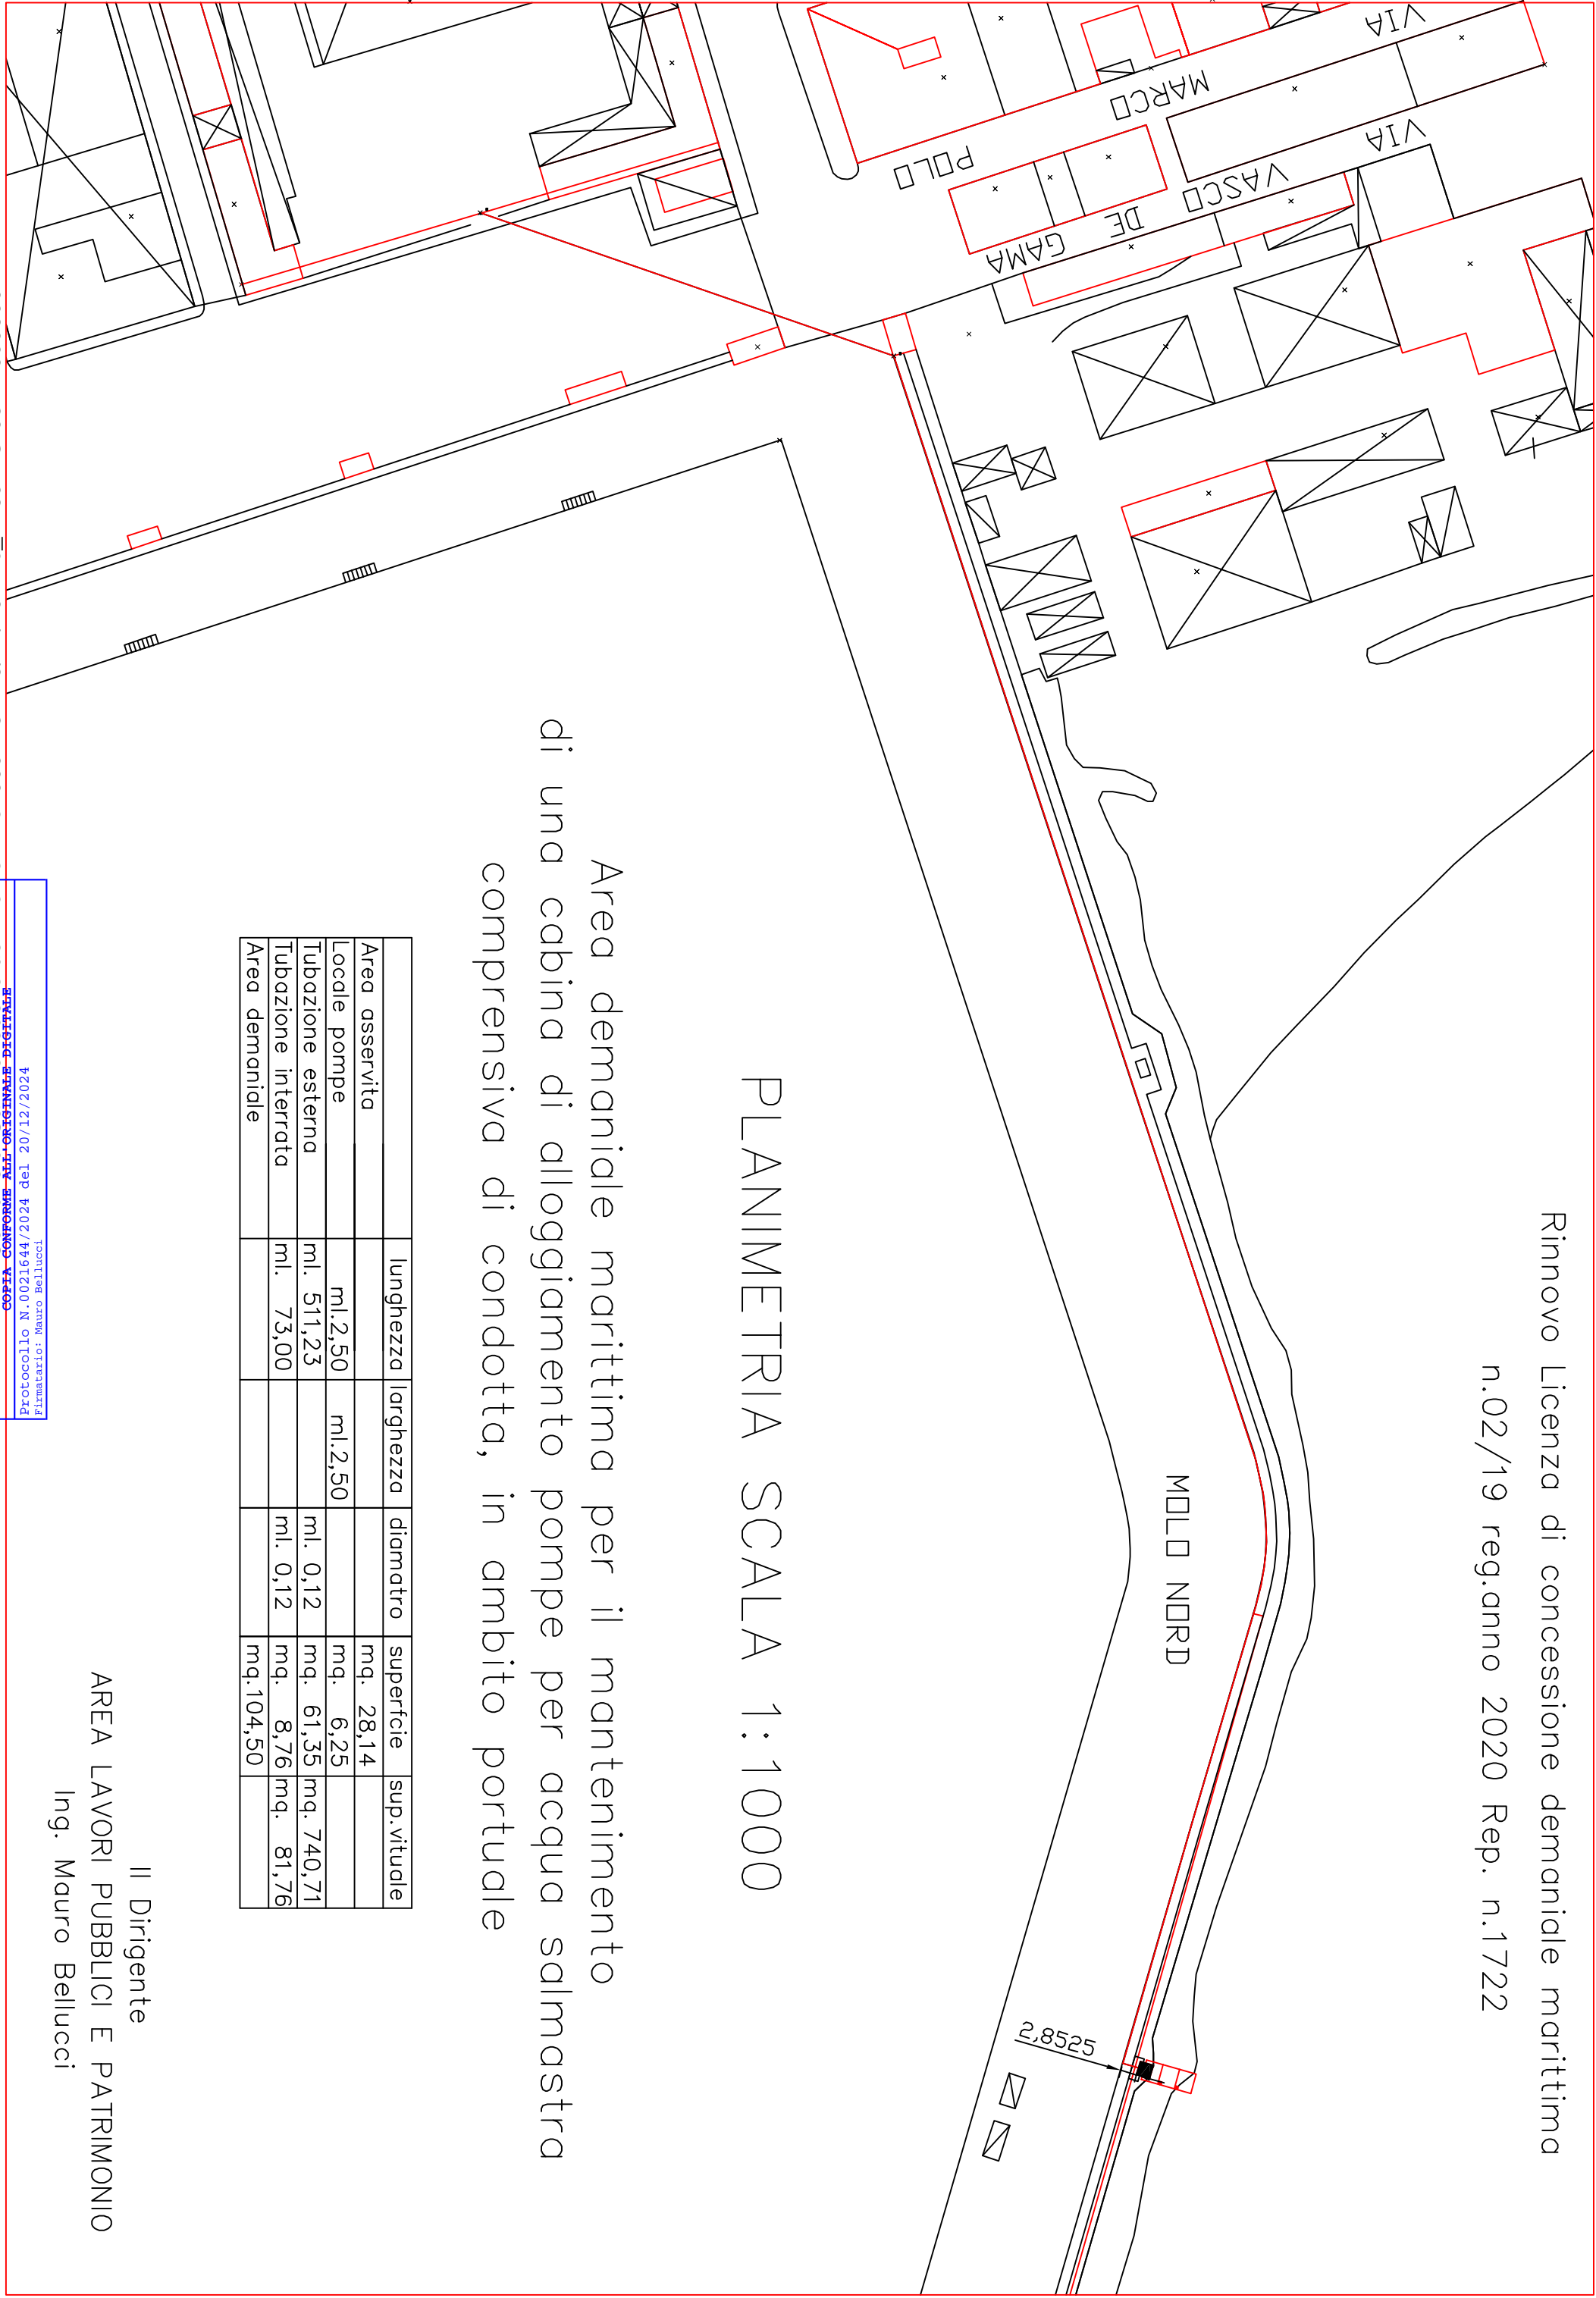 Rinnovo Licenza di concessione demaniale marittima
n.02/19 reg.anno 2020 Rep. n.1722
VIA MARCO POLO
VIA VASCO DE GAMA
MOLO NORD
2,8525
PLANIMETRIA SCALA 1:1000
Area demaniale marittima per il mantenimento
di una cabina di alloggiamento pompe per acqua salmastra
comprensiva di condotta, in ambito portuale
lunghezza larghezza diamatro superfcie sup.vituale
Area asservita mq. 28,14
Locale pompe ml.2,50 ml.2,50 mq. 6,25
Tubazione esterna ml. 511,23 ml. 0,12 mq. 61,35 mq. 740,71
Tubazione interrata ml. 73,00 ml. 0,12 mq. 8,76 mq. 81,76
Area demaniale mq.104,50
Il Dirigente
AREA LAVORI PUBBLICI E PATRIMONIO
Ing. Mauro Bellucci
COPIA CONFORME ALL'ORIGINALE DIGITALE
Protocollo N.0021644/2024 del 20/12/2024
Firmatario: Mauro Bellucci